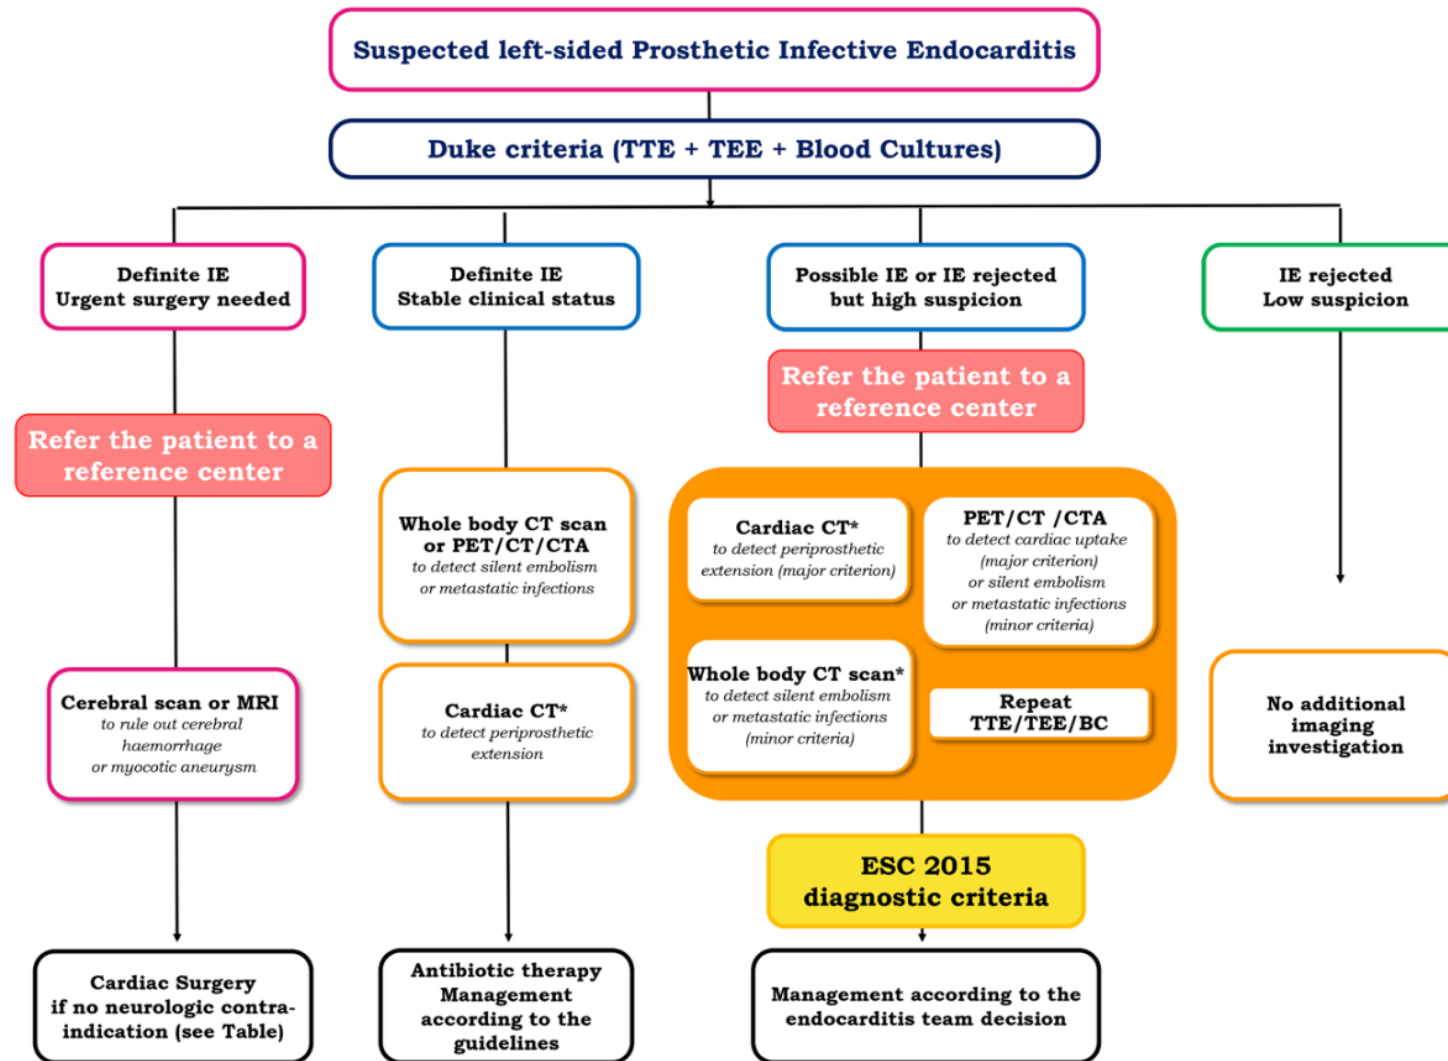 Suspected left-sided Prosthetic Infective Endocarditis
Duke criteria (TTE + TEE + Blood Cultures)
Definite IE
Urgent surgery needed
Refer the patient to a
reference center
Cerebral scan or MRI
to rule out cerebral
haemorrhage
or myocotic aneurysm
Cardiac Surgery
if no neurologic contra-
indication (see Table)
Definite IE
Stable clinical status
Whole body CT scan
or PET/CT/CTA
to detect silent embolism
or metastatic infections
Cardiac CT*
to detect periprosthetic
extension
Antibiotic therapy
Management
according to the
guidelines
Possible IE or IE rejected
but high suspicion
Refer the patient to a
reference center
Cardiac CT*
to detect periprosthetic
extension (major criterion)
PET/CT /CTA
to detect cardiac uptake
(major criterion)
or silent embolism
or metastatic infections
(minor criteria)
Whole body CT scan*
to detect silent embolism
or metastatic infections
(minor criteria)
Repeat
TTE/TEE/BC
ESC 2015
diagnostic criteria
Management according to the
endocarditis team decision
IE rejected
Low suspicion
No additional
imaging
investigation